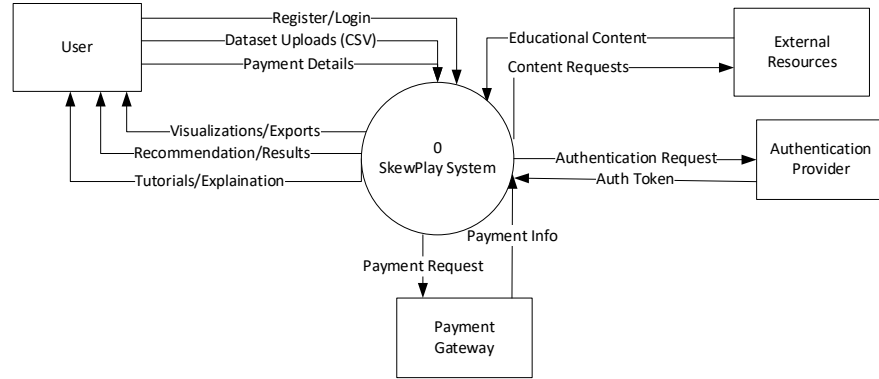 User
Register/Login
Dataset Uploads (CSV)
Payment Details
Visualizations/Exports
Recommendation/Results
Tutorials/Explaination
0
SkewPlay System
Educational Content
Content Requests
External
Resources
Authentication Request
Auth Token
Authentication
Provider
Payment Info
Payment Request
Payment
Gateway